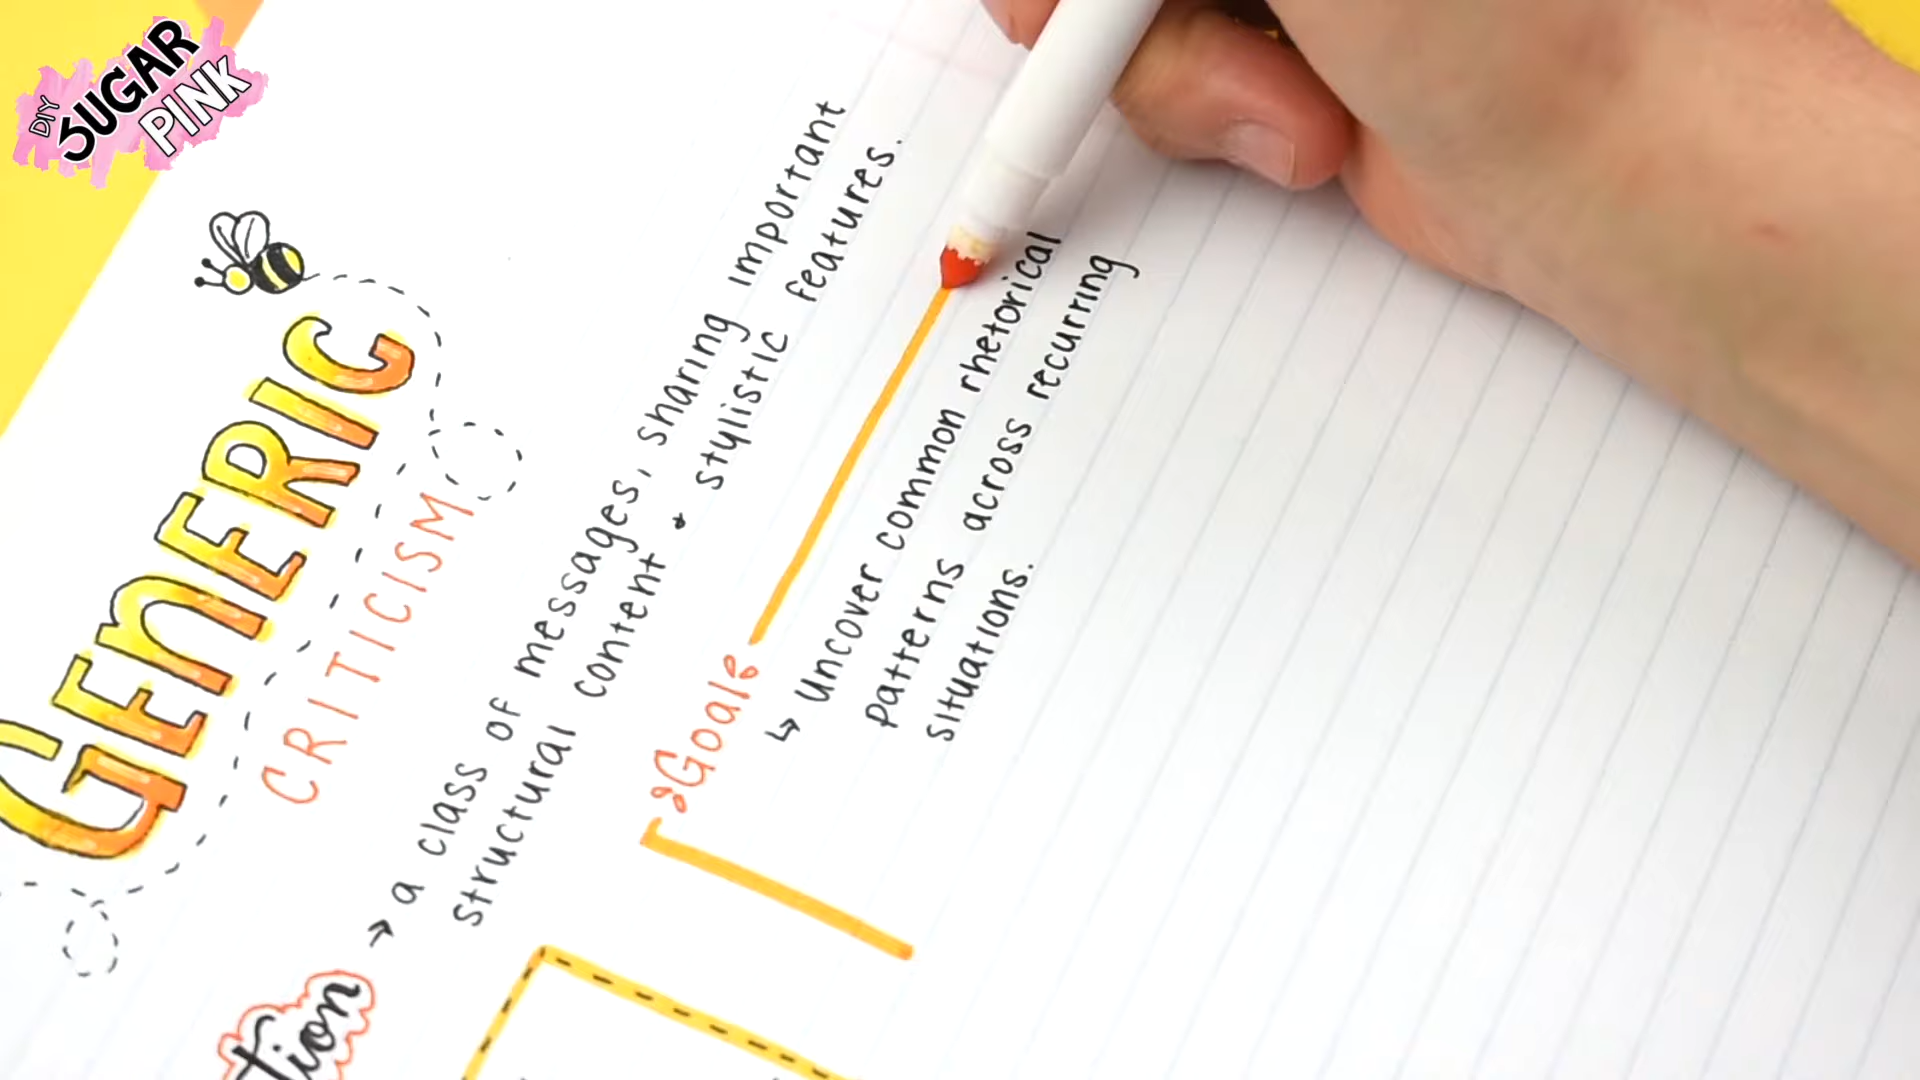 DIY
SUGAR
PINK
GENERIC
CRITICISM
→ a class of messages, sharing important
structural content + stylistic features.
Goal
↳ uncover common rhetorical
patterns across recurring
situations.